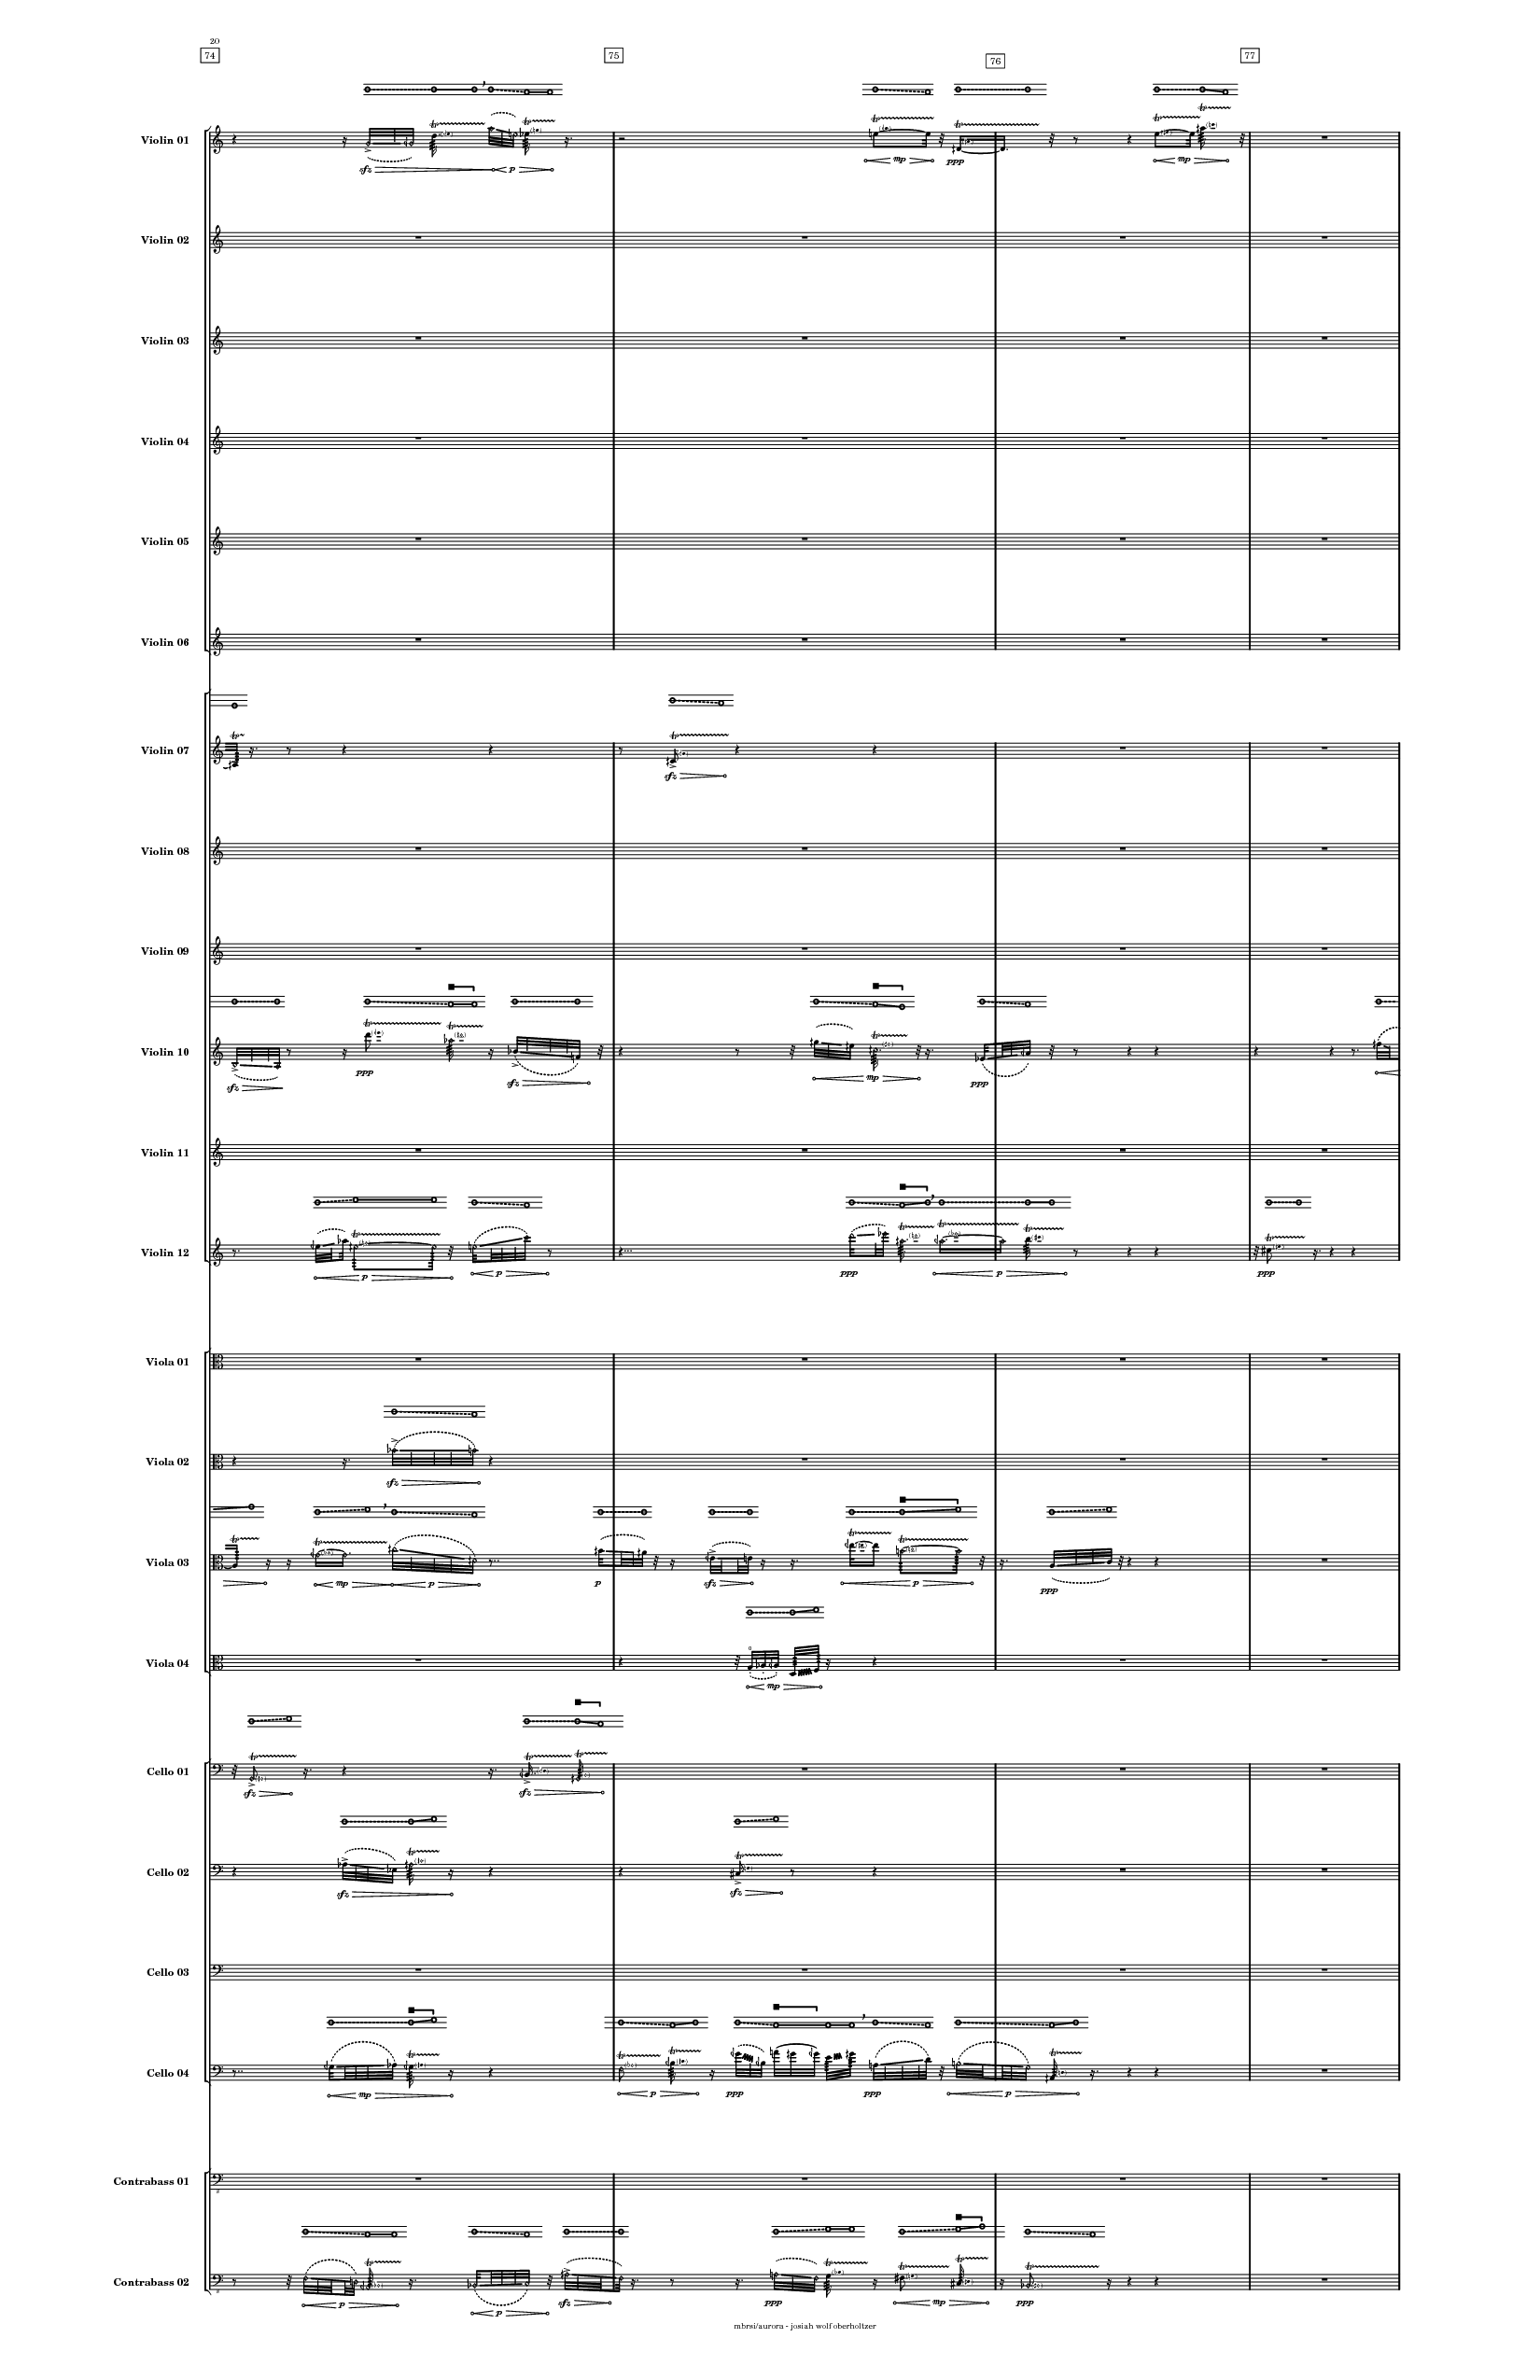 20
74 75 76 77
Violin 01
sfz p mp ppp mp
Violin 02
Violin 03
Violin 04
Violin 05
Violin 06
Violin 07
sfz
Violin 08
Violin 09
Violin 10
sfz ppp sfz mp ppp
Violin 11
Violin 12
p p ppp p ppp
Viola 01
Viola 02
sfz
Viola 03
mp p p sfz p ppp
Viola 04
mp
Cello 01
sfz sfz
Cello 02
sfz sfz
Cello 03
Cello 04
mp p ppp ppp p
Contrabass 01
Contrabass 02
p p sfz ppp mp ppp
mbrsi/aurora - josiah wolf oberholtzer